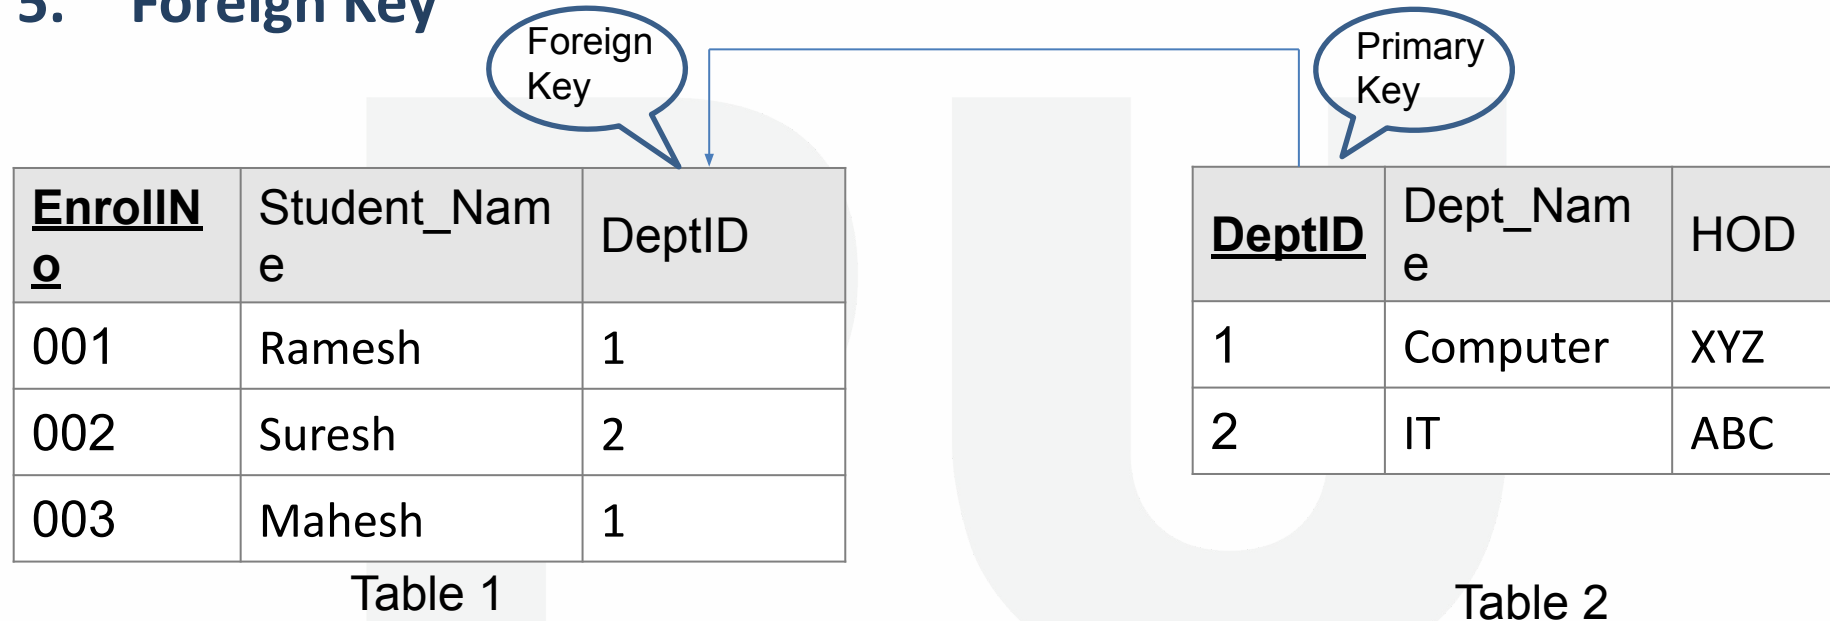 5. Foreign Key
Foreign
Key
Primary
Key
EnrollN
o
Student_Nam
e
DeptID
001 Ramesh 1
002 Suresh 2
003 Mahesh 1
Table 1
DeptID
Dept_Nam
e
HOD
1 Computer XYZ
2 IT ABC
Table 2